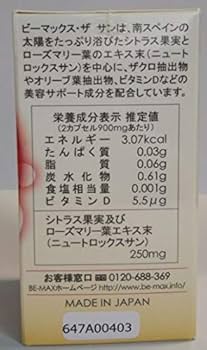 ビーマックス・ザ サンは、南スペインの
太陽をたっぷり浴びたシトラス果実と
ローズマリー葉のエキス末(ニュート
ロックスサン)を中心に、ザクロ抽出物
やオリーブ葉抽出物、ビタミンDなどの
美容サポート成分を配合しています。
栄養成分表示 推定値
(2カプセル900mgあたり)
エネルギー 3.07kcal
たんぱく質 0.03g
脂質 0.06g
炭水化物 0.61g
食塩相当量 0.001g
ビタミンD 5.5μg
シトラス果実及び
ローズマリー葉エキス末
(ニュートロックスサン)
250mg
お客様窓口 0120-688-369
BE-MAXホームページ http://www.be-max.info/
MADE IN JAPAN
647A00403